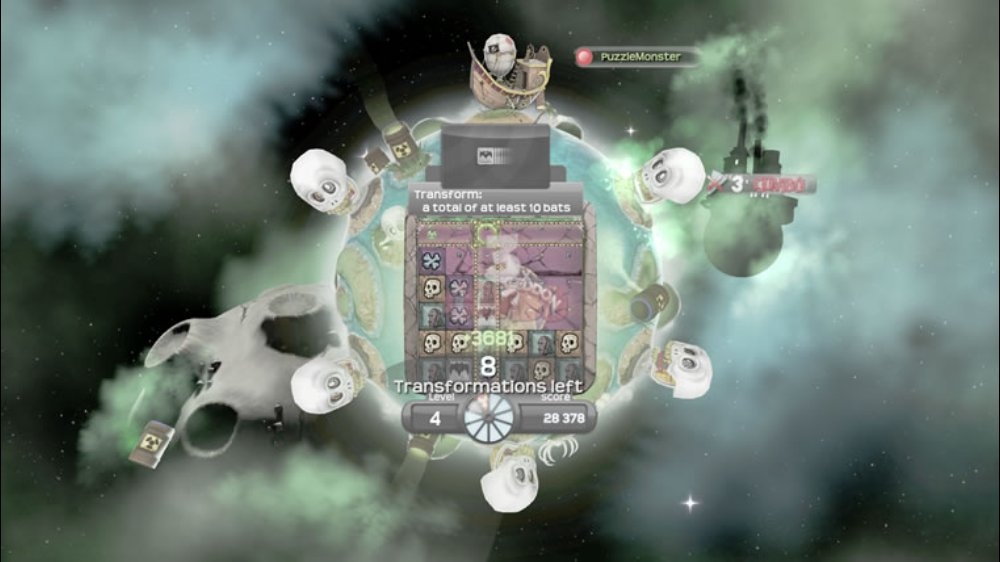 PuzzleMonster
3
Transform:
a total of at least 10 bats
+3681
8
Transformations left
Level
Score
4
28 378